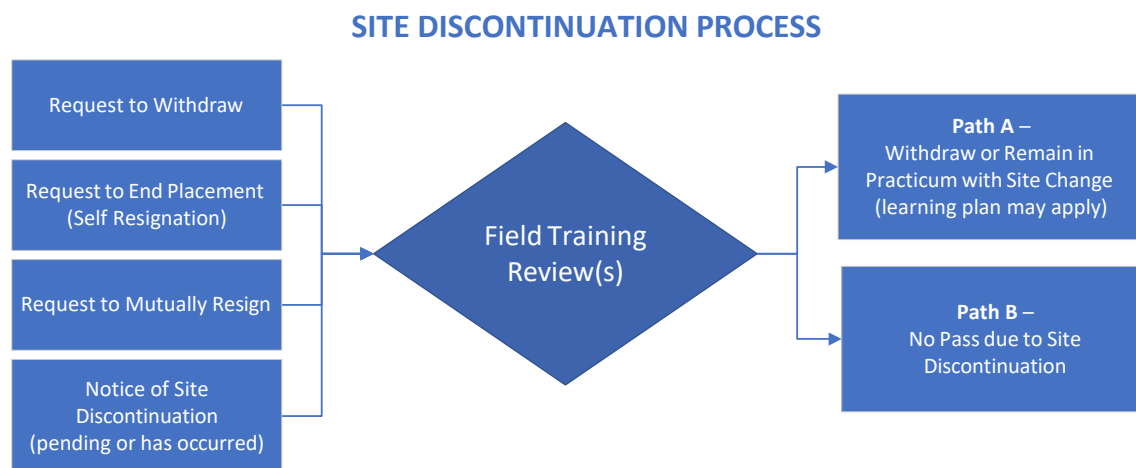 SITE DISCONTINUATION PROCESS
Request to Withdraw
Request to End Placement
(Self Resignation)
Request to Mutually Resign
Notice of Site
Discontinuation
(pending or has occurred)
Field Training
Review(s)
Path A –
Withdraw or Remain in
Practicum with Site Change
(learning plan may apply)
Path B –
No Pass due to Site
Discontinuation